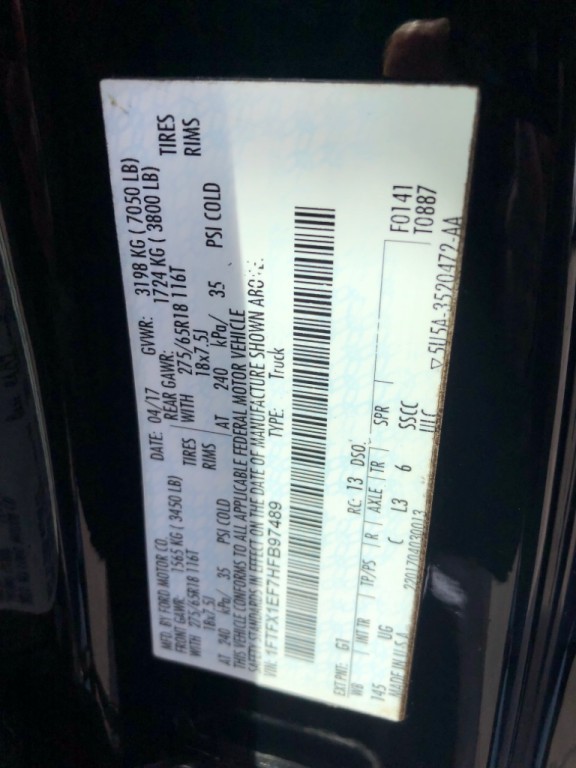 MFD. BY FORD MOTOR CO. DATE: 04/17 GVWR: 3198 KG ( 7050 LB)
FRONT GAWR: 1565 KG ( 3450 LB) REAR GAWR: 1724 KG ( 3800 LB)
WITH 275/65R18 116T TIRES WITH 275/65R18 116T TIRES
18x7.5J RIMS 18x7.5J RIMS
AT 240 kPa/ 35 PSI COLD AT 240 kPa/ 35 PSI COLD
THIS VEHICLE CONFORMS TO ALL APPLICABLE FEDERAL MOTOR VEHICLE
SAFETY STANDARDS IN EFFECT ON THE DATE OF MANUFACTURE SHOWN ABOVE.
VIN: 1FTFX1EF7HFB97489 TYPE: Truck
F0141
T0887
EXT PNT: G1 RC: 13 DSO:
WB INT TR TP/PS R AXLE TR SPR
145 UG C L3 6 SSCC
MADE IN U.S.A. 2201704030013 ULC
▽5U5A-3520472-AA